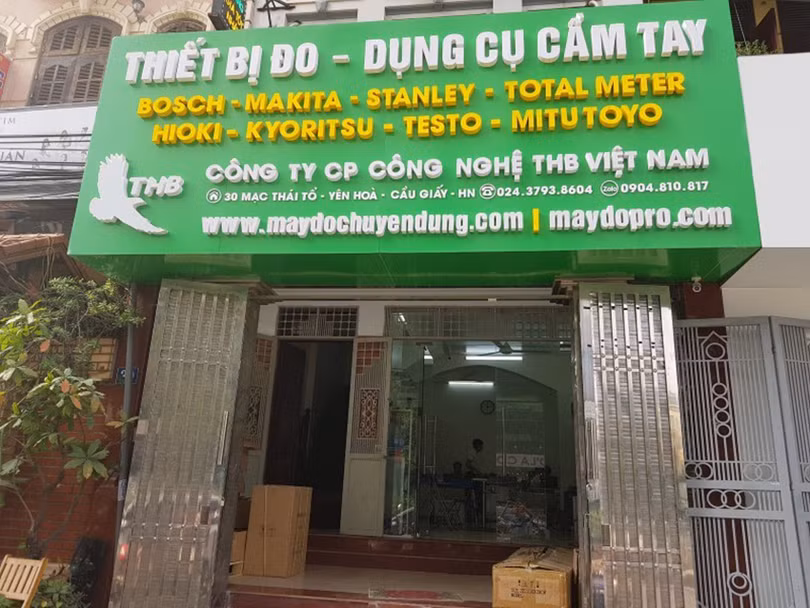 THIẾT BỊ ĐO - DỤNG CỤ CẦM TAY
BOSCH - MAKITA - STANLEY - TOTAL METER
HIOKI - KYORITSU - TESTO - MITUTOYO
THB
CÔNG TY CP CÔNG NGHỆ THB VIỆT NAM
30 MẠC THÁI TỔ - YÊN HOÀ - CẦU GIẤY - HN 024.3793.8604 Zalo 0904.810.817
www.maydochuyendung.com | maydopro.com